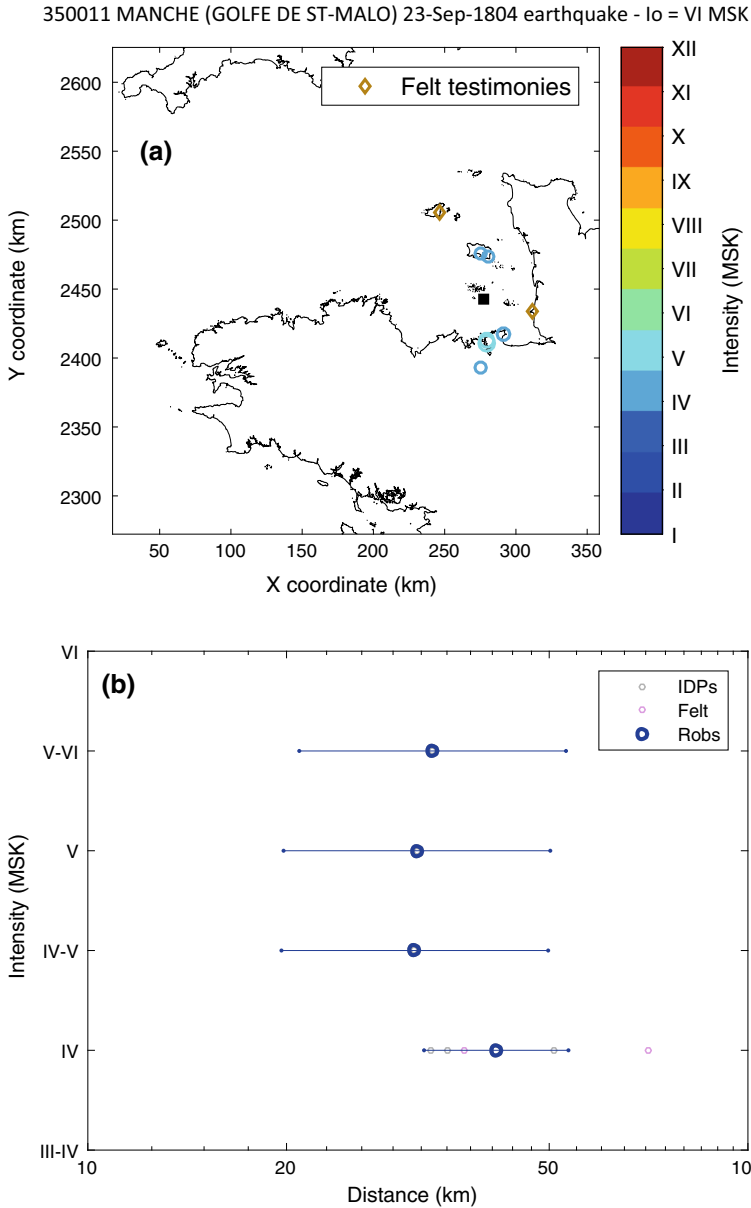 350011 MANCHE (GOLFE DE ST-MALO) 23-Sep-1804 earthquake - Io = VI MSK
Felt testimonies
(a)
2600
2550
2500
2450
2400
2350
2300
Y coordinate (km)
50
100
150
200
250
300
350
X coordinate (km)
XII
XI
X
IX
VIII
VII
VI
V
IV
III
II
I
Intensity (MSK)
(b)
IDPs
Felt
Robs
VI
V-VI
V
IV-V
IV
III-IV
Intensity (MSK)
10
20
50
10
Distance (km)